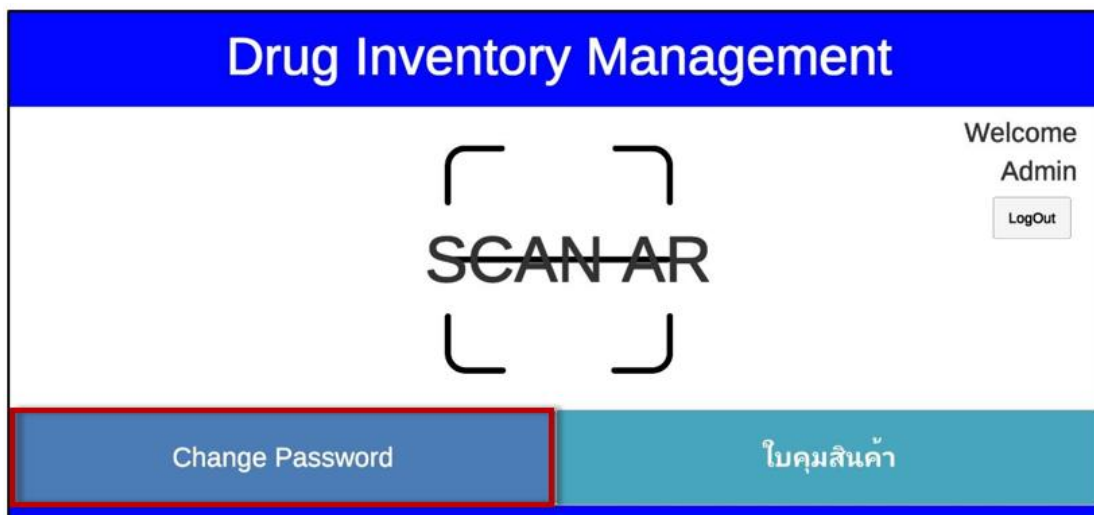 Drug Inventory Management
Welcome
Admin
LogOut
SCAN AR
Change Password
ใบคุมสินค้า